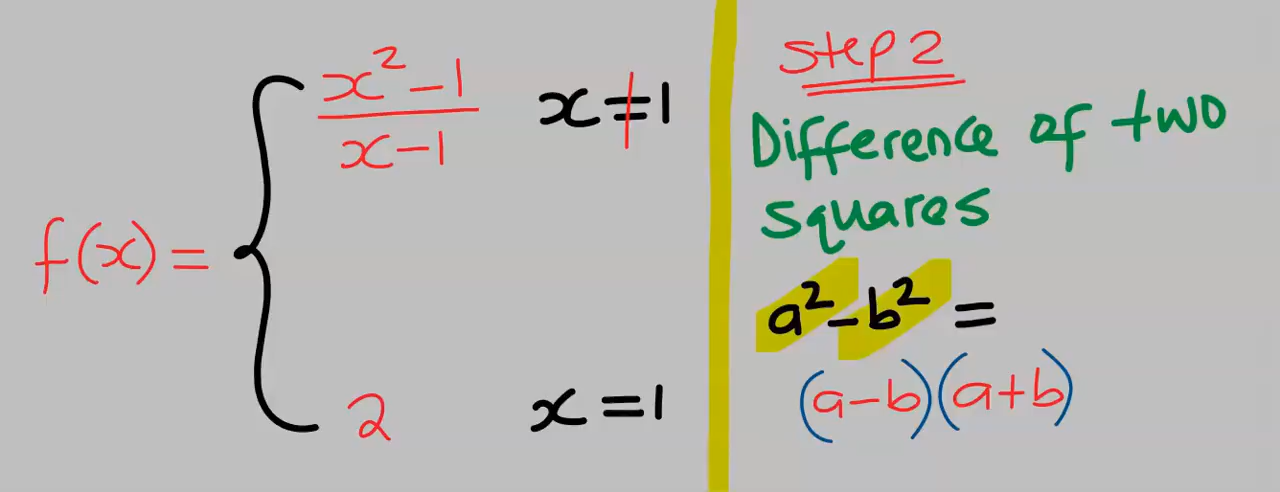 f(x) = { x² - 1 / x - 1    x ≠ 1
2    x = 1
Step 2
Difference of two
squares
a² - b² =
(a - b)(a + b)